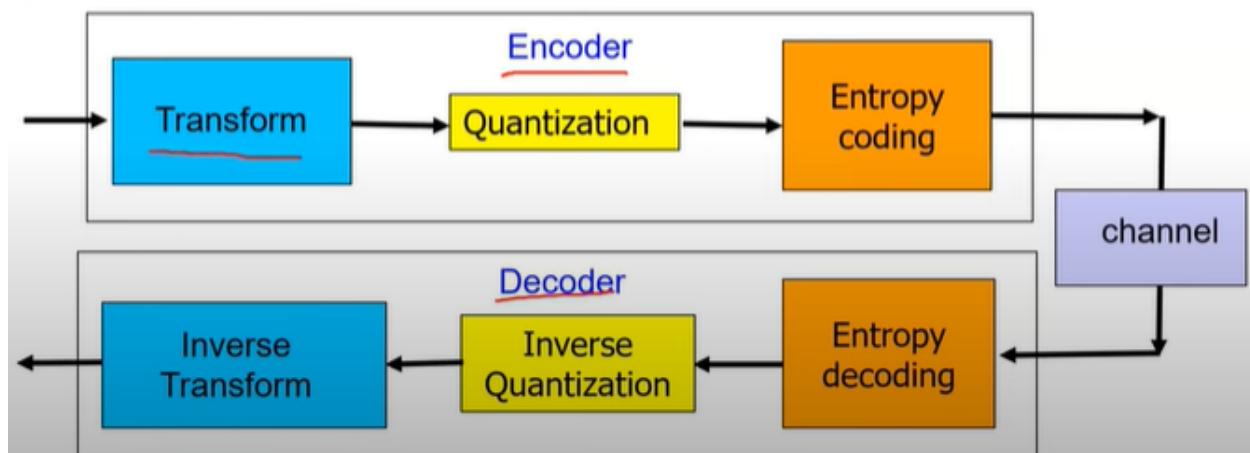 Encoder
Transform
Quantization
Entropy
coding
channel
Decoder
Inverse
Transform
Inverse
Quantization
Entropy
decoding